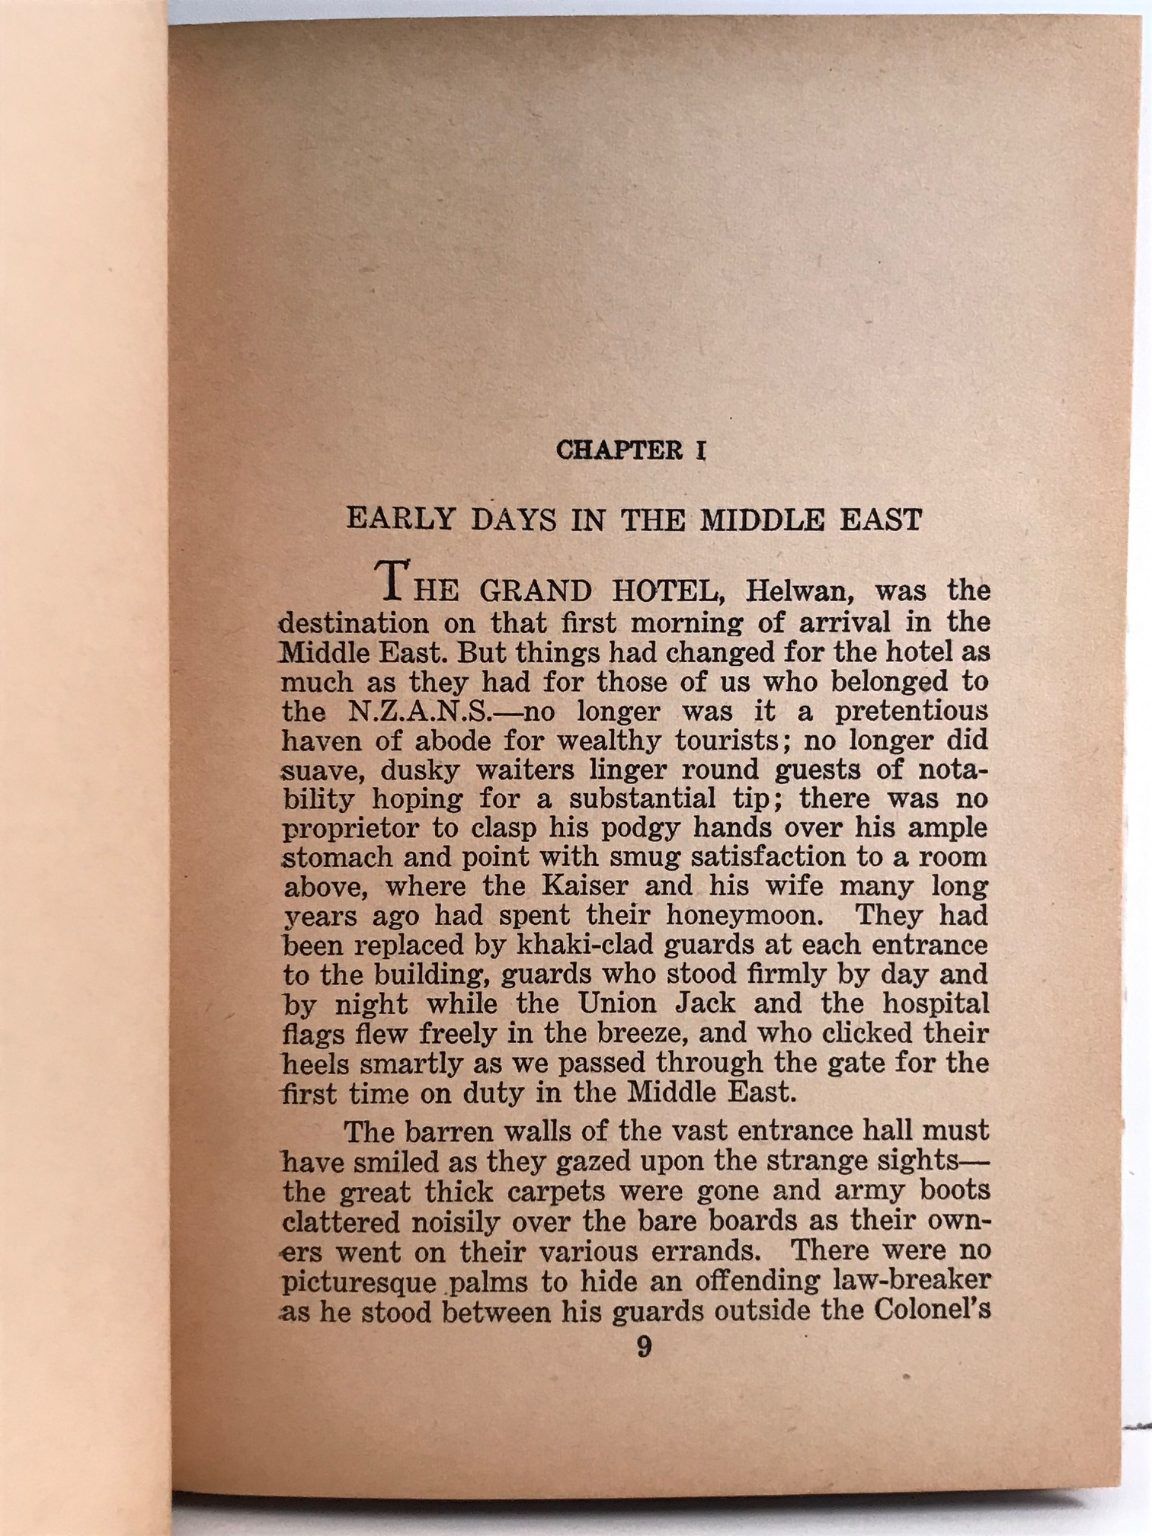 CHAPTER I
EARLY DAYS IN THE MIDDLE EAST
THE GRAND HOTEL, Helwan, was the
destination on that first morning of arrival in the
Middle East. But things had changed for the hotel as
much as they had for those of us who belonged to
the N.Z.A.N.S.—no longer was it a pretentious
haven of abode for wealthy tourists; no longer did
suave, dusky waiters linger round guests of nota-
bility hoping for a substantial tip; there was no
proprietor to clasp his podgy hands over his ample
stomach and point with smug satisfaction to a room
above, where the Kaiser and his wife many long
years ago had spent their honeymoon. They had
been replaced by khaki-clad guards at each entrance
to the building, guards who stood firmly by day and
by night while the Union Jack and the hospital
flags flew freely in the breeze, and who clicked their
heels smartly as we passed through the gate for the
first time on duty in the Middle East.
The barren walls of the vast entrance hall must
have smiled as they gazed upon the strange sights—
the great thick carpets were gone and army boots
clattered noisily over the bare boards as their own-
ers went on their various errands. There were no
picturesque palms to hide an offending law-breaker
as he stood between his guards outside the Colonel's
9